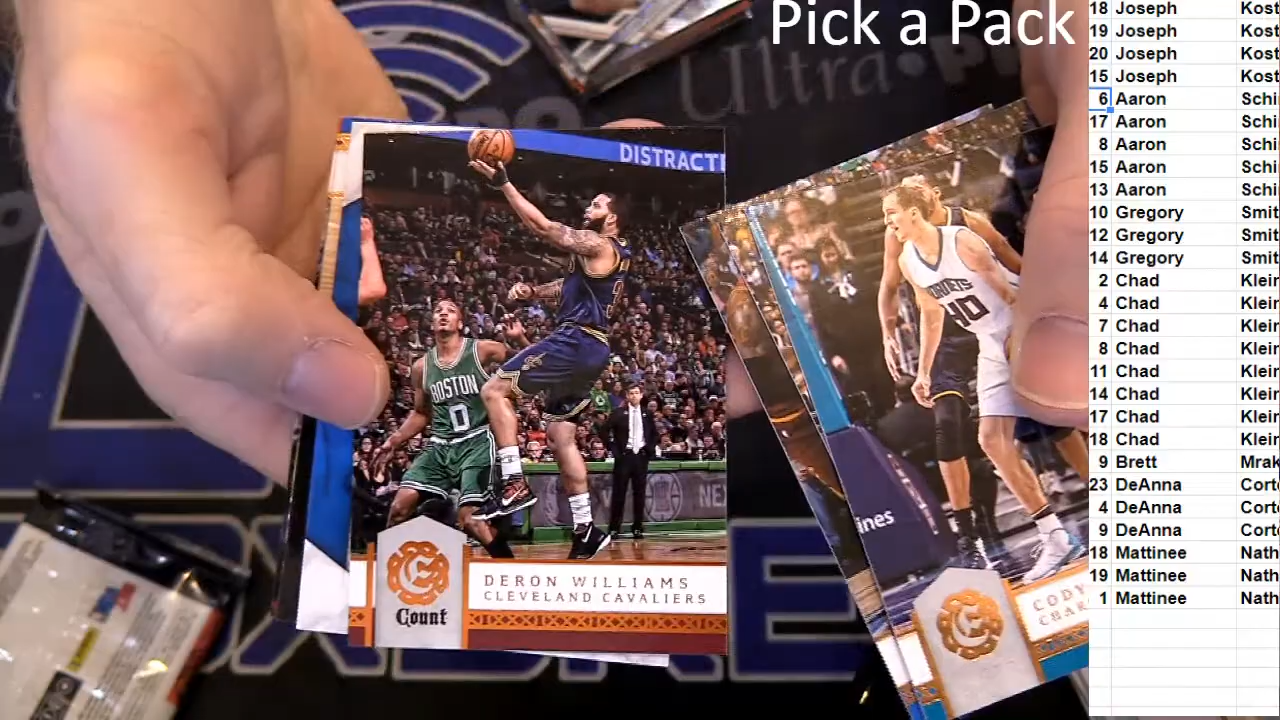 Pick a Pack
Ultra
DISTRACTI
BOSTON
0
DERON WILLIAMS
CLEVELAND CAVALIERS
Count
40
ines
CODY
CHAR
18 Joseph Kost
19 Joseph Kost
20 Joseph Kost
15 Joseph Kost
6 Aaron Schi
17 Aaron Schi
8 Aaron Schi
15 Aaron Schi
13 Aaron Schi
10 Gregory Smit
12 Gregory Smit
14 Gregory Smit
2 Chad Klein
4 Chad Klein
7 Chad Klein
8 Chad Klein
11 Chad Klein
14 Chad Klein
17 Chad Klein
18 Chad Klein
9 Brett Mrak
23 DeAnna Corte
4 DeAnna Corte
9 DeAnna Corte
18 Mattinee Nath
19 Mattinee Nath
1 Mattinee Nath